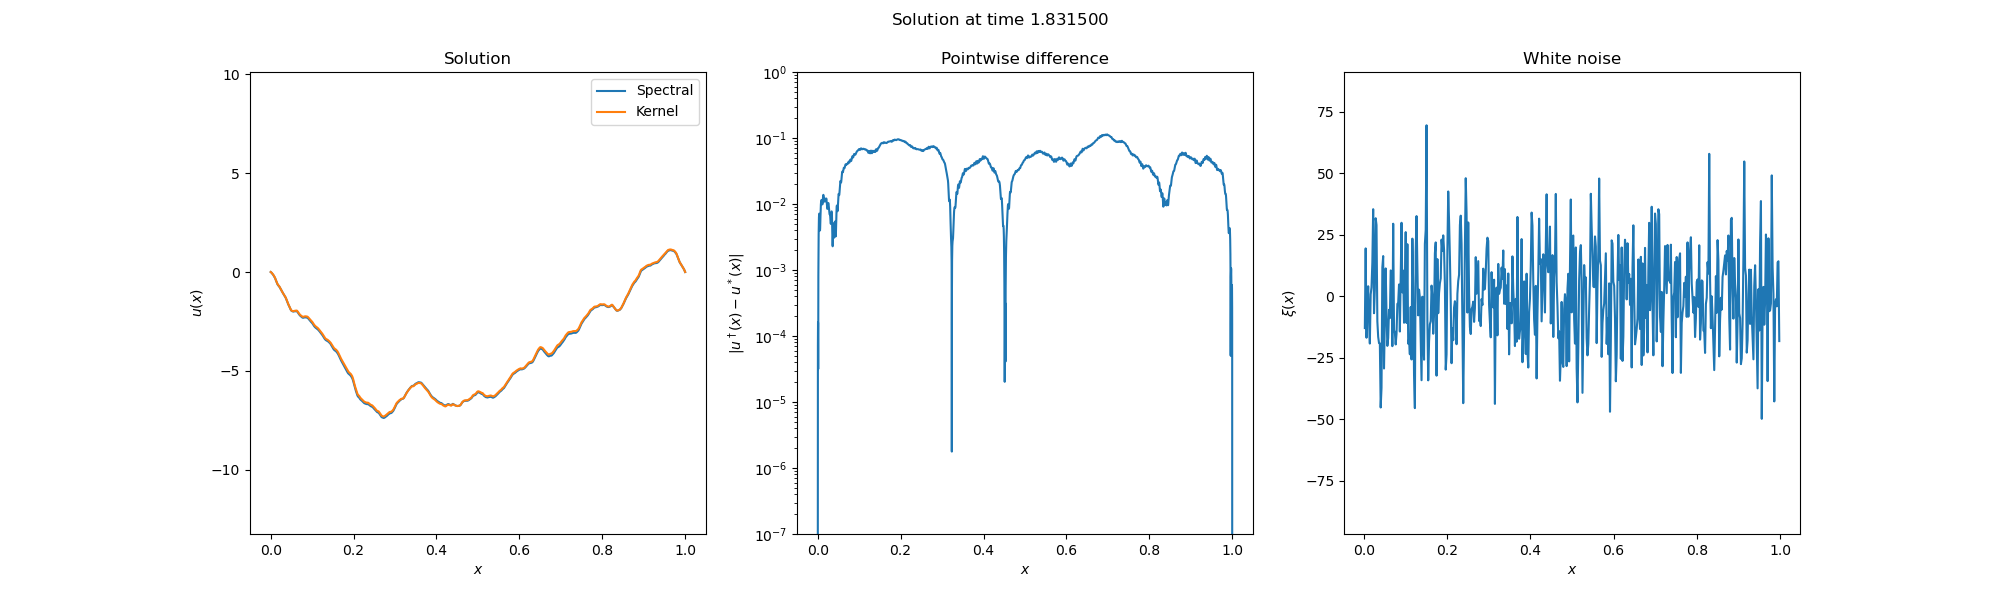 Solution at time 1.831500
Solution
10
5
0
−5
−10
u(x)
Spectral
Kernel
0.0 0.2 0.4 0.6 0.8 1.0
x
Pointwise difference
10⁰
10⁻¹
10⁻²
10⁻³
10⁻⁴
10⁻⁵
10⁻⁶
10⁻⁷
|u†(x) − u*(x)|
0.0 0.2 0.4 0.6 0.8 1.0
x
White noise
75
50
25
0
−25
−50
−75
ξ(x)
0.0 0.2 0.4 0.6 0.8 1.0
x